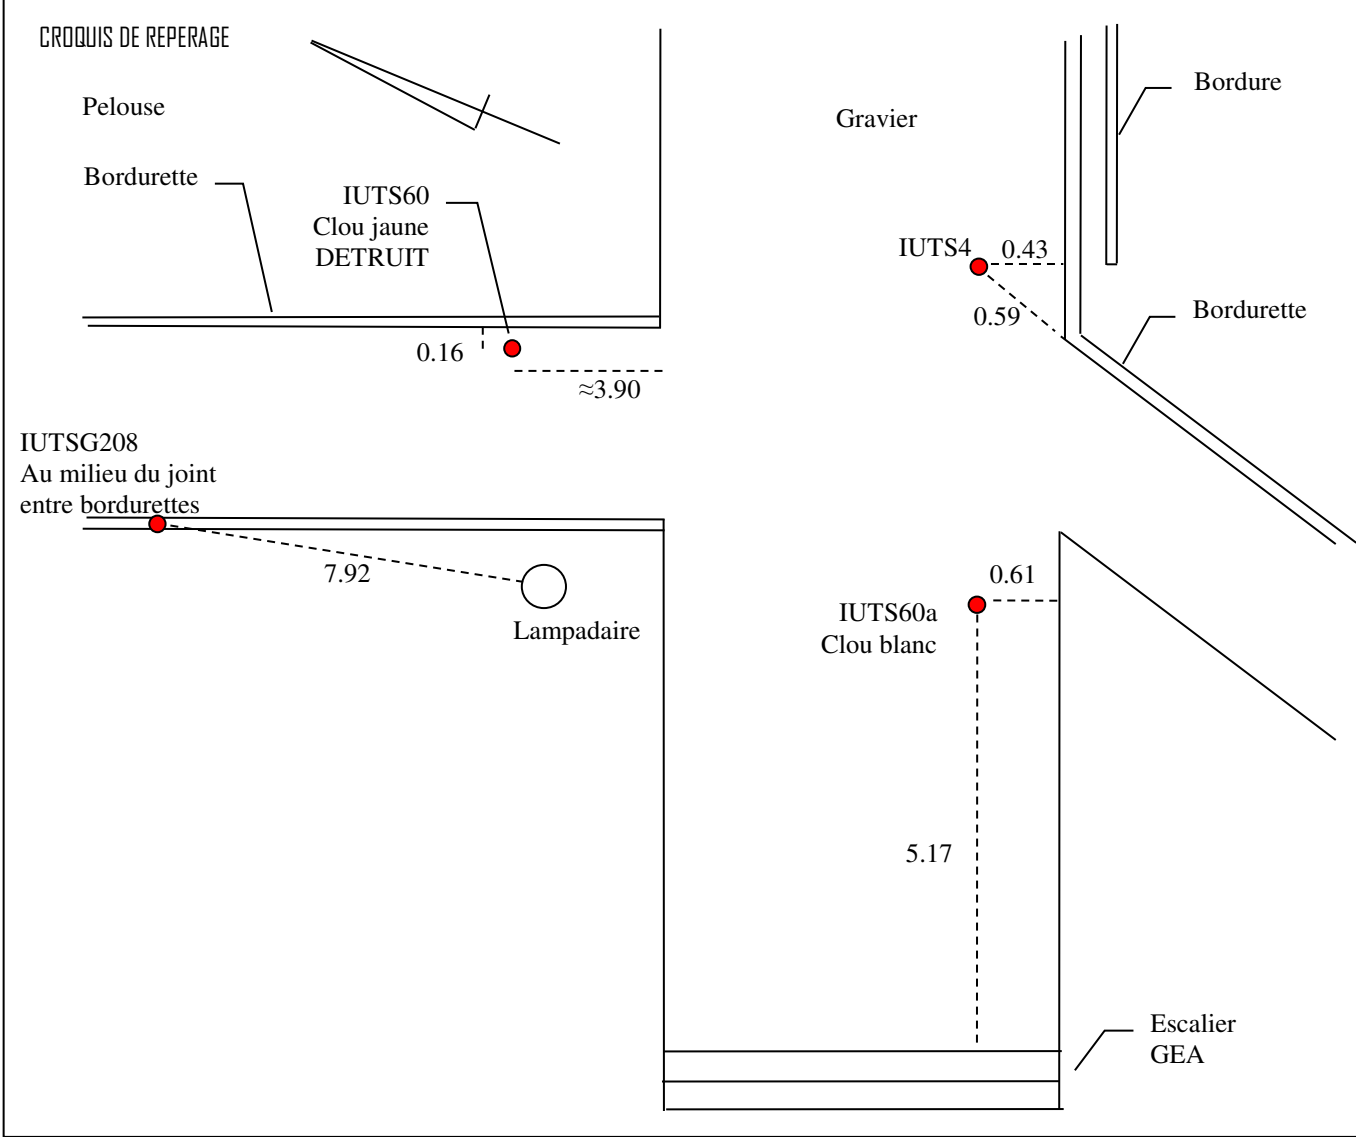 CROQUIS DE REPERAGE
Pelouse
Bordurette
IUTS60
Clou jaune
DETRUIT
0.16
≈3.90
Gravier
Bordure
IUTS4
0.43
0.59
Bordurette
IUTSG208
Au milieu du joint
entre bordurettes
7.92
Lampadaire
0.61
IUTS60a
Clou blanc
5.17
Escalier
GEA